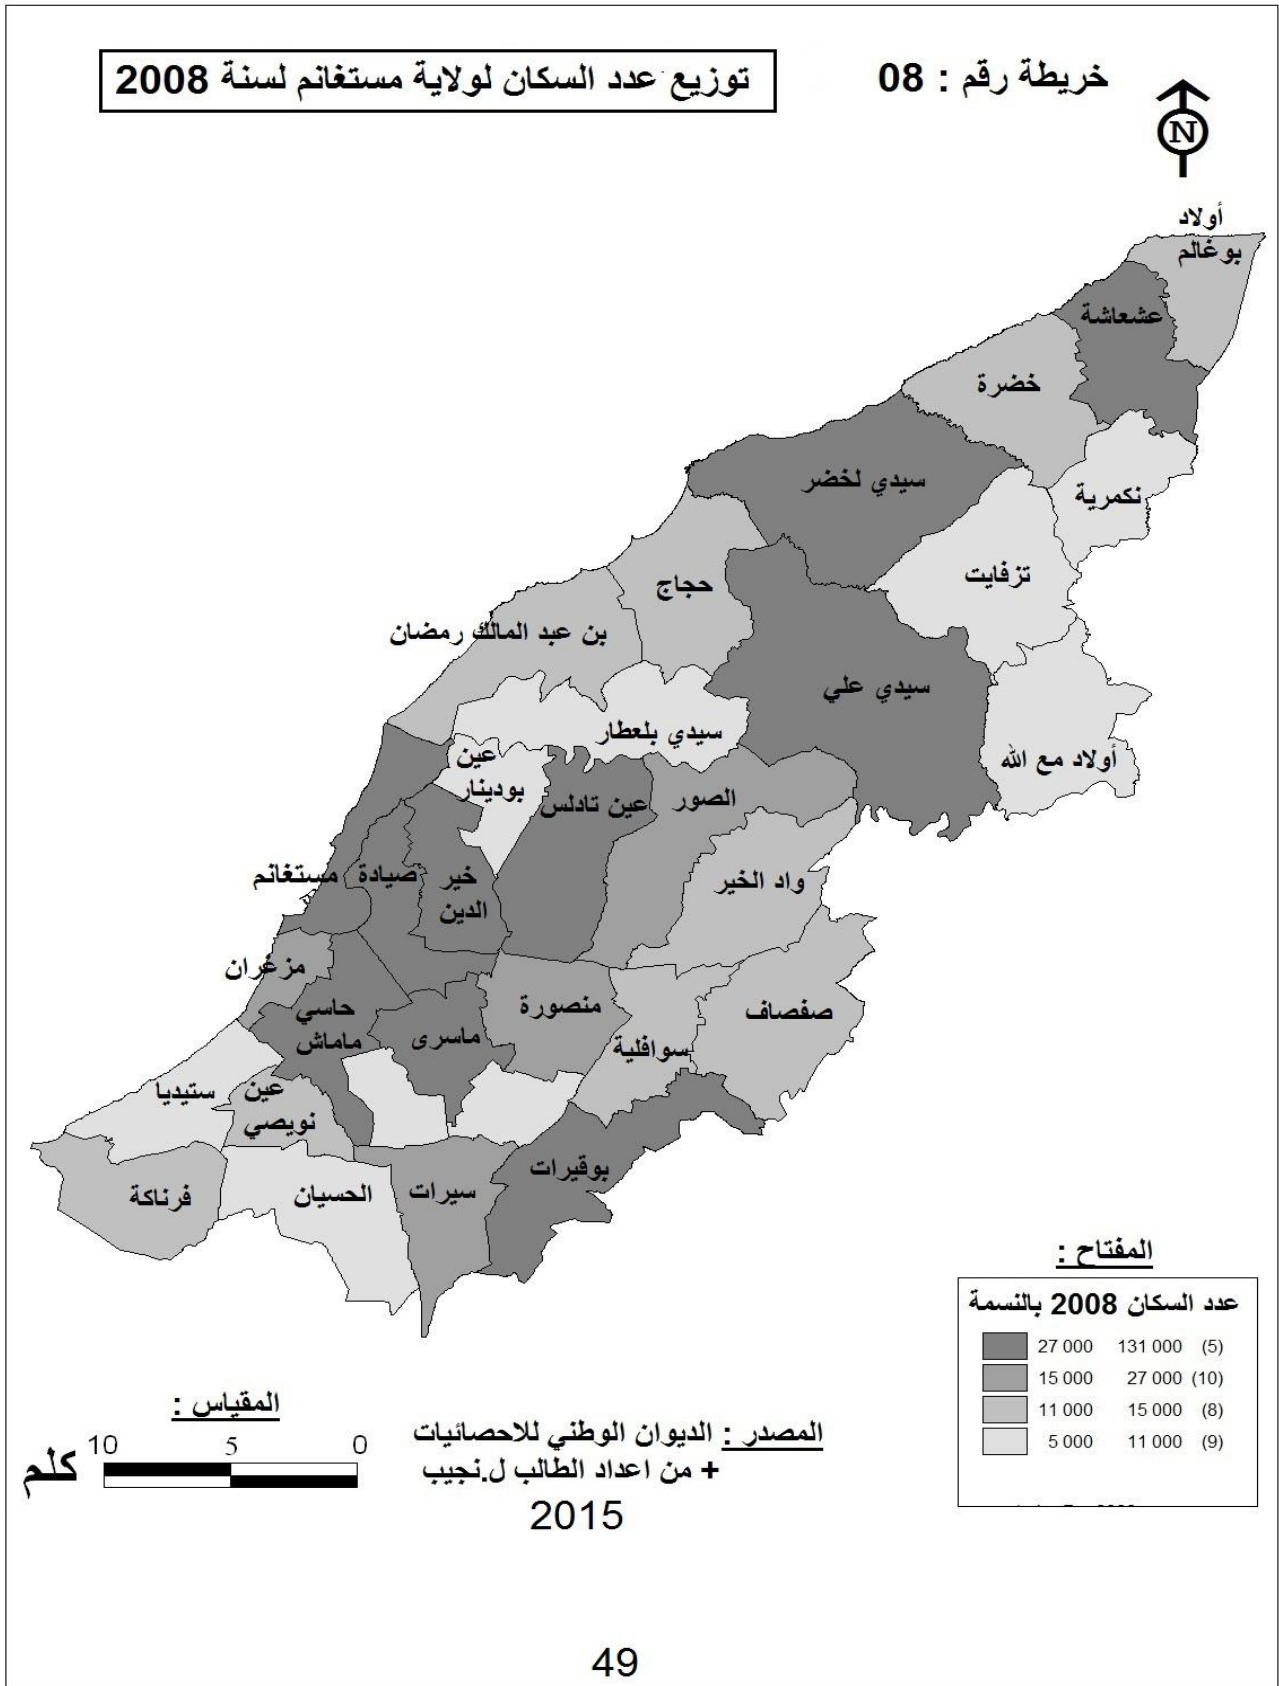 خريطة رقم : 08
توزيع عدد السكان لولاية مستغانم لسنة 2008
N
أولاد
بوغالم
عشعاشة
خضرة
سيدي لخضر
نكمرية
تزفايت
حجاج
بن عبد المالك رمضان
سيدي علي
سيدي بلعطار
أولاد مع الله
عين
بودينار
عين تادلس
الصور
مستغانم
صيادة
خير
الدين
واد الخير
مزغران
حاسي
ماماش
ماسرى
منصورة
سوافلية
صفصاف
ستيديا
عين
نويصي
فرناكة
الحسيان
سيرات
بوقيرات
المفتاح :
عدد السكان 2008 بالنسمة
27 000 131 000 (5)
15 000 27 000 (10)
11 000 15 000 (8)
5 000 11 000 (9)
المقياس :
10 5 0
كلم
المصدر : الديوان الوطني للاحصائيات
+ من اعداد الطالب ل.نجيب
2015
49